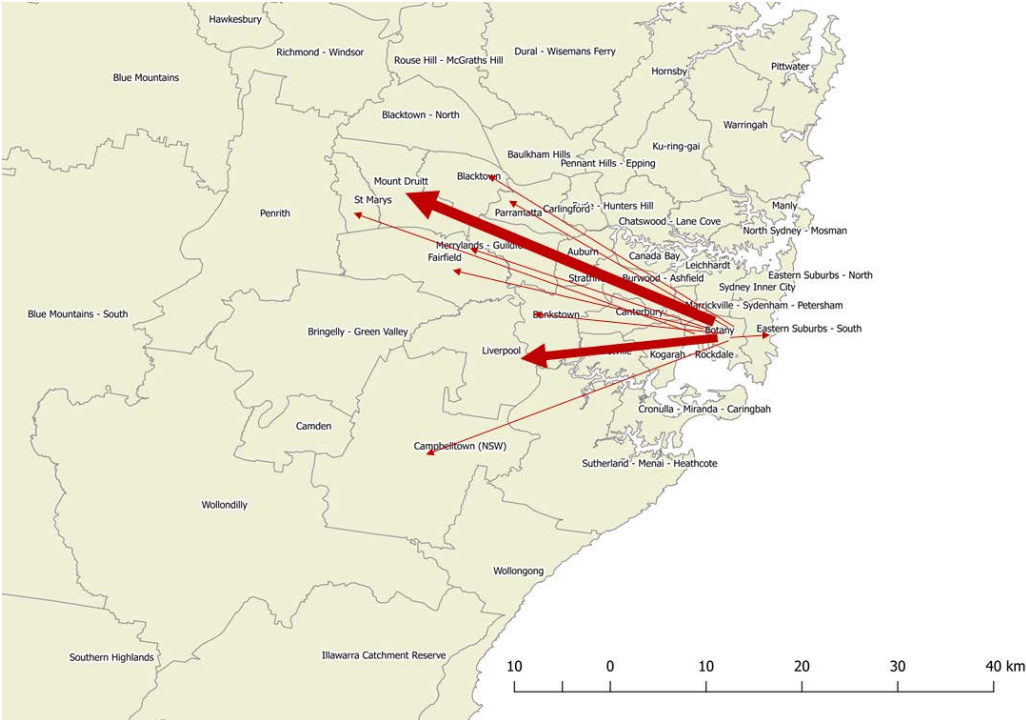 Hawkesbury
Richmond - Windsor
Dural - Wisemans Ferry
Rouse Hill - McGraths Hill
Pittwater
Hornsby
Blue Mountains
Blacktown - North
Warringah
Ku-ring-gai
Baulkham Hills
Pennant Hills - Epping
Blacktown
Mount Druitt
St Marys
Manly
Carlingford
- Hunters Hill
Parramatta
Penrith
Chatswood - Lane Cove
North Sydney - Mosman
Merrylands - Guildf
Auburn
Canada Bay
Fairfield
Leichhardt
Eastern Suburbs - North
Strath
Burwood - Ashfield
Sydney Inner City
Marrickville - Sydenham - Petersham
Blue Mountains - South
Canterbury
Bankstown
Bringelly - Green Valley
Botany
Eastern Suburbs - South
Liverpool
Kogarah - Rockdale
Cronulla - Miranda - Caringbah
Camden
Campbelltown (NSW)
Sutherland - Menai - Heathcote
Wollondilly
Wollongong
Southern Highlands
Illawarra Catchment Reserve
10 0 10 20 30 40 km